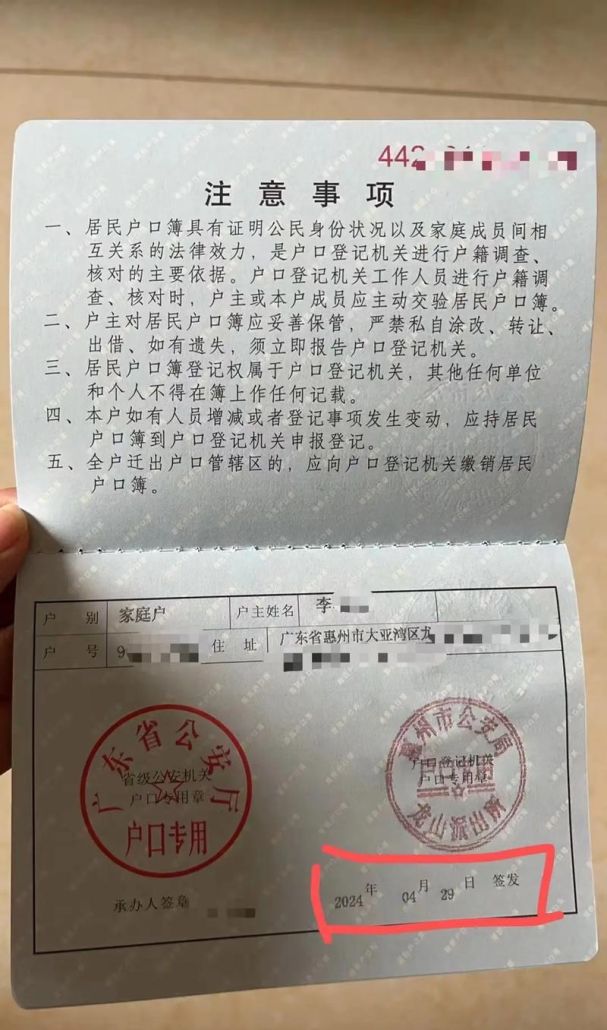 442
注意事项
一、居民户口簿具有证明公民身份状况以及家庭成员间相
互关系的法律效力，是户口登记机关进行户籍调查、
核对的主要依据。户口登记机关工作人员进行户籍调
查、核对时，户主或本户成员应主动交验居民户口簿。
二、户主对居民户口簿应妥善保管，严禁私自涂改、转让、
出借、如有遗失，须立即报告户口登记机关。
三、居民户口簿登记权属于户口登记机关，其他任何单位
和个人不得在簿上作任何记载。
四、本户如有人员增减或者登记事项发生变动，应持居民
户口簿到户口登记机关申报登记。
五、全户迁出户口管辖区的，应向户口登记机关缴销居民
户口簿。
户 别 家庭户 户主姓名 李
户 号 9 住 址 广东省惠州市大亚湾区
广东省公安厅
省级公安机关
户口专用章
户口专用
惠州市公安局
户口登记机关
户口专用章
派出所
承办人签章
2024年 04月 29日 签发